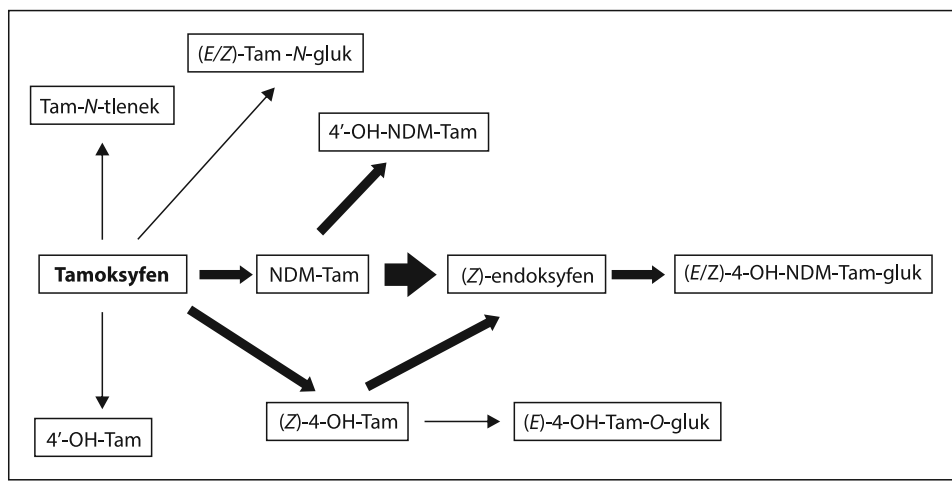 (E/Z)-Tam -N-gluk
Tam-N-tlenek
4′-OH-NDM-Tam
Tamoksyfen
NDM-Tam
(Z)-endoksyfen
(E/Z)-4-OH-NDM-Tam-gluk
4′-OH-Tam
(Z)-4-OH-Tam
(E)-4-OH-Tam-O-gluk